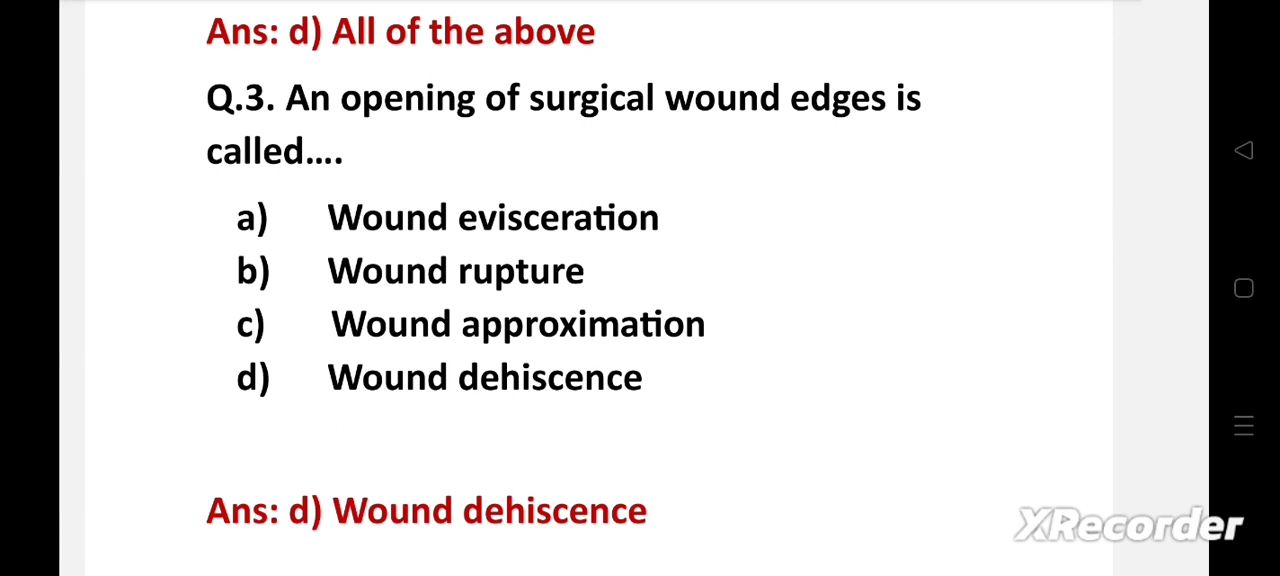 Ans: d) All of the above
Q.3. An opening of surgical wound edges is
called....
a) Wound evisceration
b) Wound rupture
c) Wound approximation
d) Wound dehiscence
Ans: d) Wound dehiscence
XRecorder